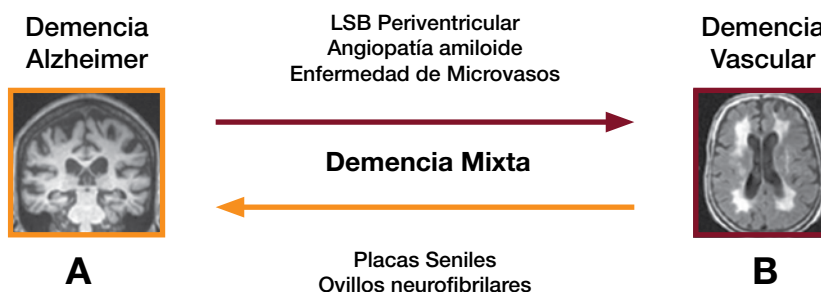 Demencia
Alzheimer
LSB Periventricular
Angiopatía amiloide
Enfermedad de Microvasos
Demencia
Vascular
Demencia Mixta
Placas Seniles
Ovillos neurofibrilares
A
B